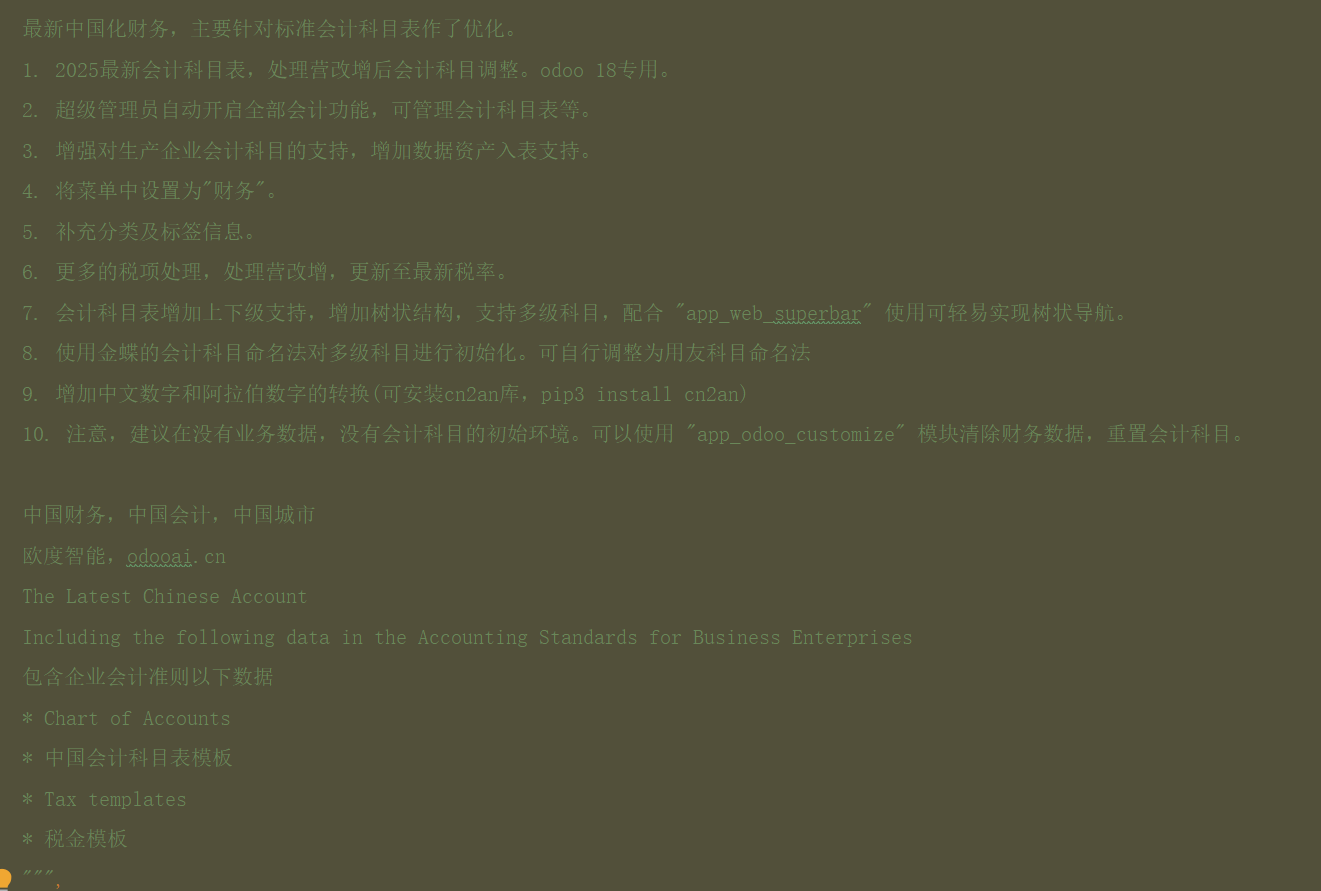 最新中国化财务，主要针对标准会计科目表作了优化。
1. 2025最新会计科目表，处理营改增后会计科目调整。odoo 18专用。
2. 超级管理员自动开启全部会计功能，可管理会计科目表等。
3. 增强对生产企业会计科目的支持，增加数据资产入表支持。
4. 将菜单中设置为"财务"。
5. 补充分类及标签信息。
6. 更多的税项处理，处理营改增，更新至最新税率。
7. 会计科目表增加上下级支持，增加树状结构，支持多级科目，配合 "app_web_superbar" 使用可轻易实现树状导航。
8. 使用金蝶的会计科目命名法对多级科目进行初始化。可自行调整为用友科目命名法
9. 增加中文数字和阿拉伯数字的转换(可安装cn2an库，pip3 install cn2an)
10. 注意，建议在没有业务数据，没有会计科目的初始环境。可以使用 "app_odoo_customize" 模块清除财务数据，重置会计科目。
中国财务，中国会计，中国城市
欧度智能，odooai.cn
The Latest Chinese Account
Including the following data in the Accounting Standards for Business Enterprises
包含企业会计准则以下数据
* Chart of Accounts
* 中国会计科目表模板
* Tax templates
* 税金模板
""",